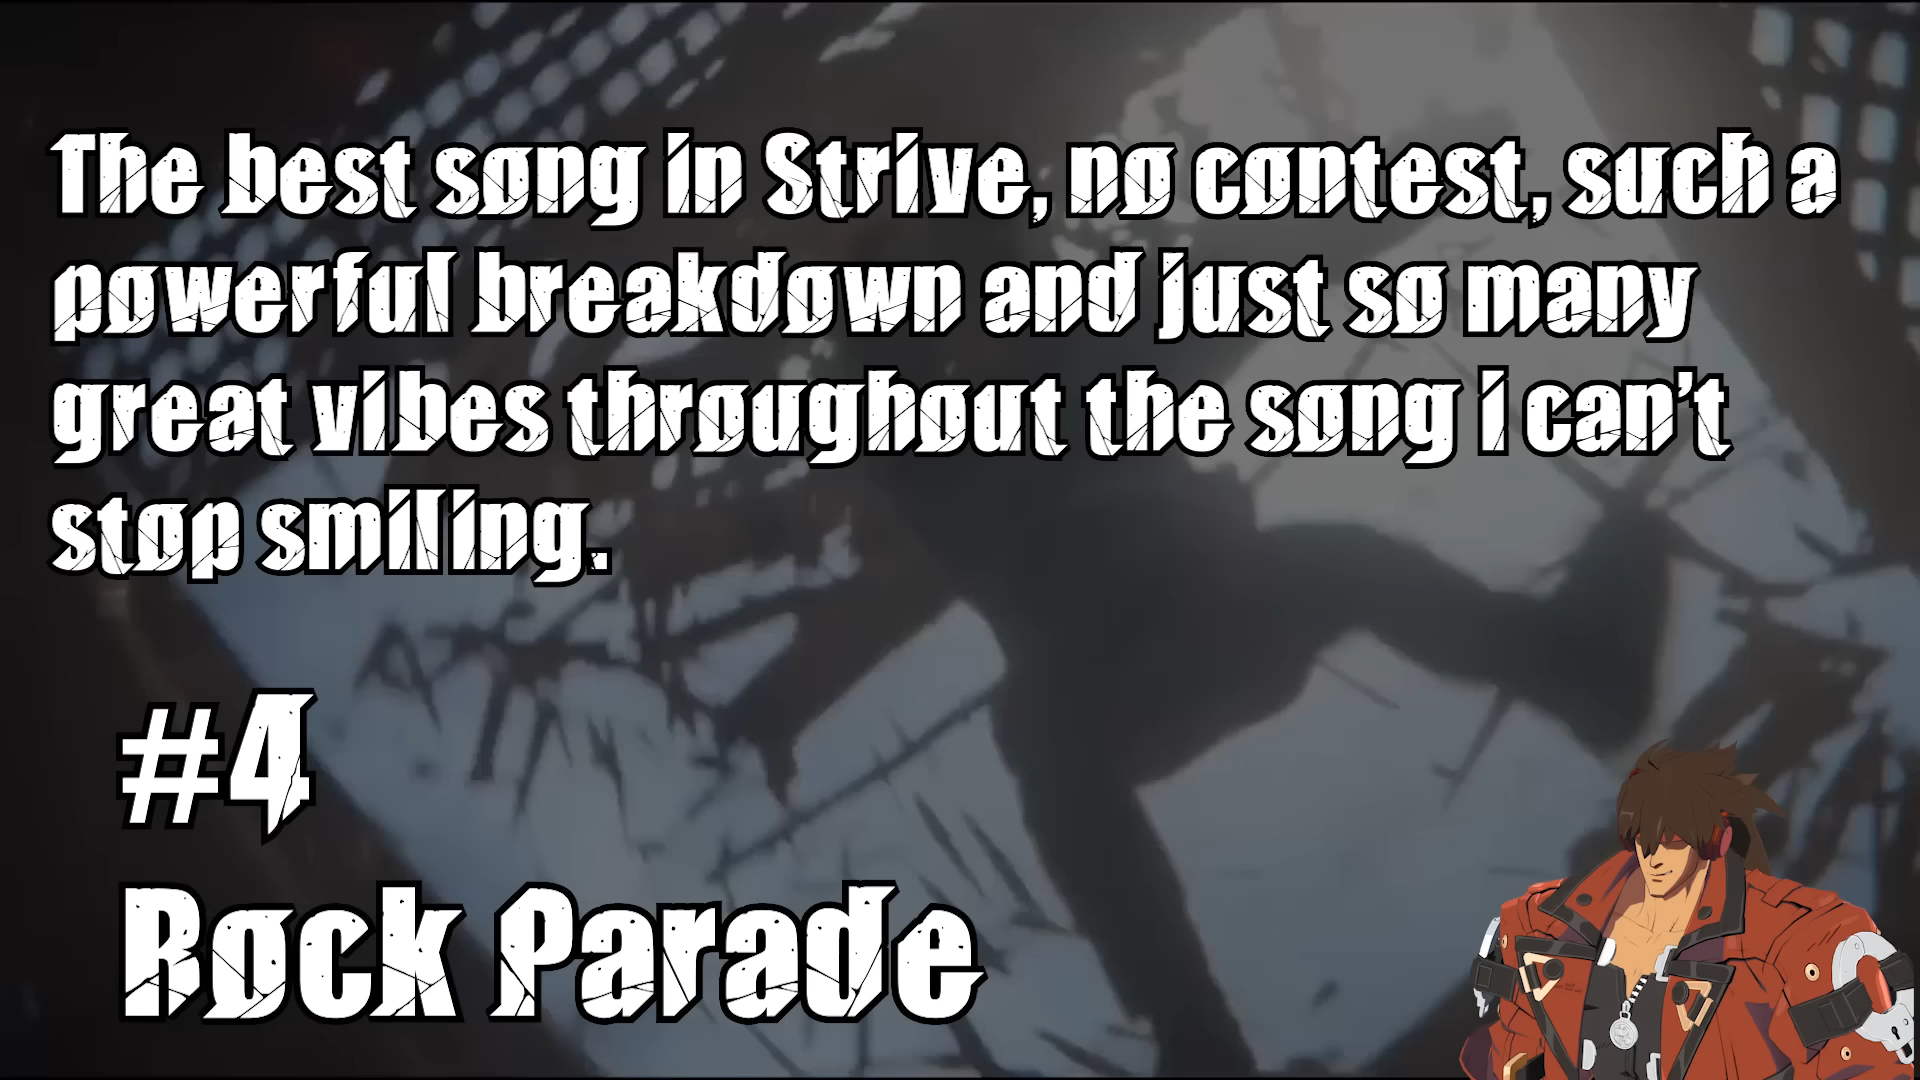 The best song in Strive, no contest, such a
powerful breakdown and just so many
great vibes throughout the song i can't
stop smiling.
#4
Rock Parade